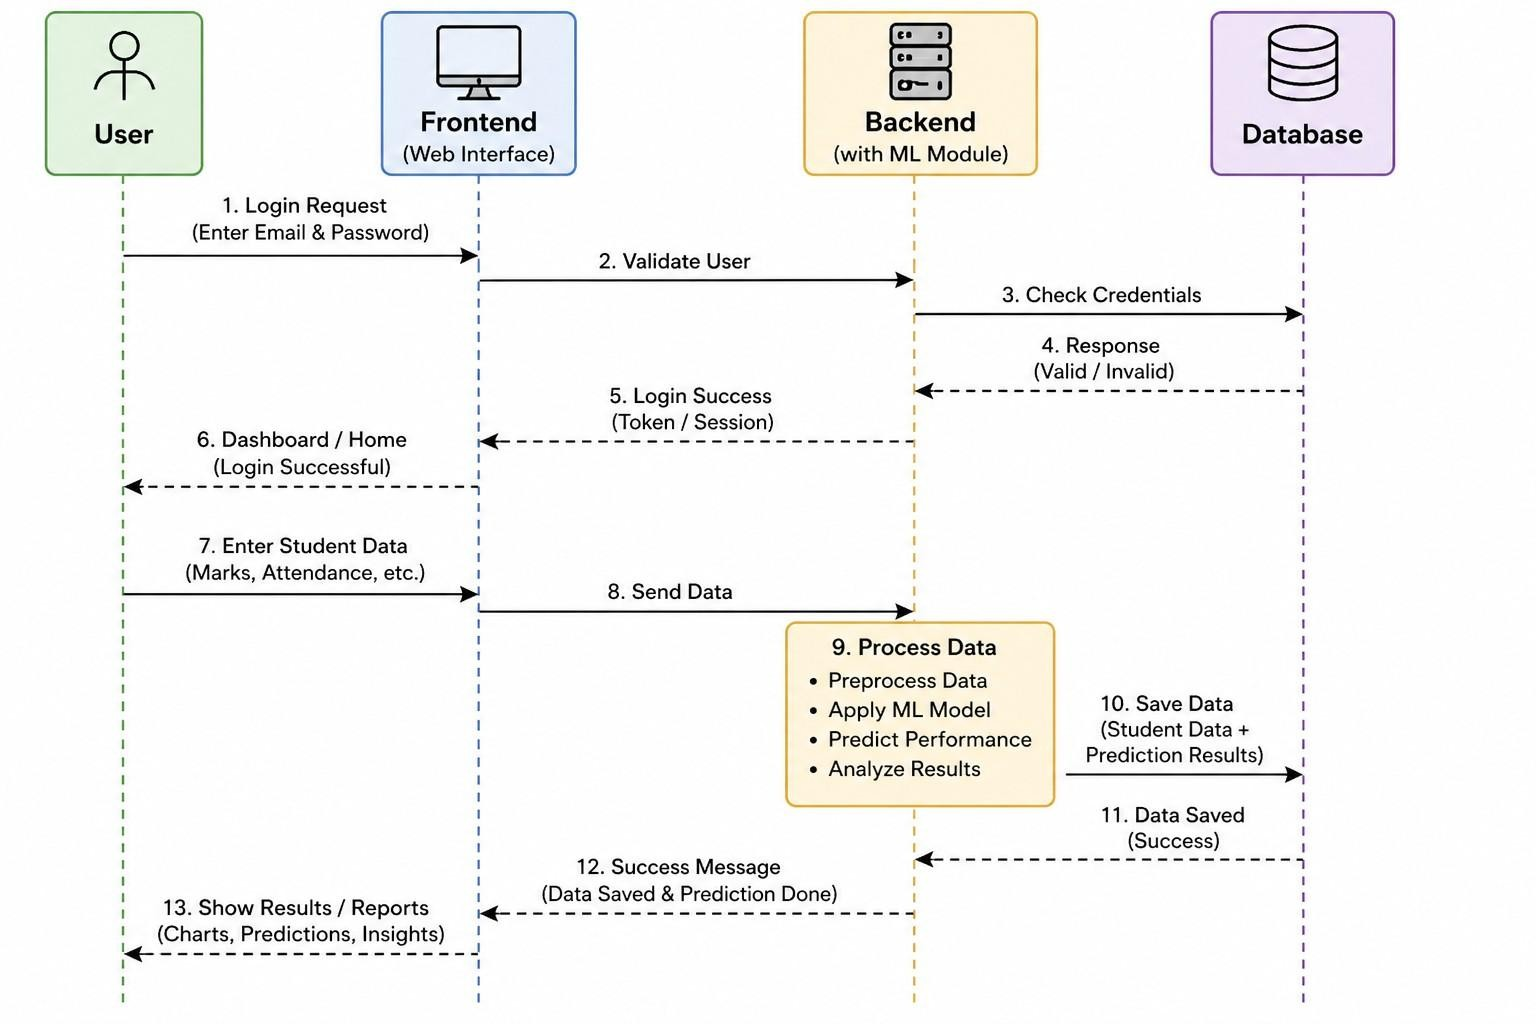 User
Frontend
(Web Interface)
Backend
(with ML Module)
Database
1. Login Request
(Enter Email & Password)
2. Validate User
3. Check Credentials
4. Response
(Valid / Invalid)
5. Login Success
(Token / Session)
6. Dashboard / Home
(Login Successful)
7. Enter Student Data
(Marks, Attendance, etc.)
8. Send Data
9. Process Data
• Preprocess Data
• Apply ML Model
• Predict Performance
• Analyze Results
10. Save Data
(Student Data +
Prediction Results)
11. Data Saved
(Success)
12. Success Message
(Data Saved & Prediction Done)
13. Show Results / Reports
(Charts, Predictions, Insights)